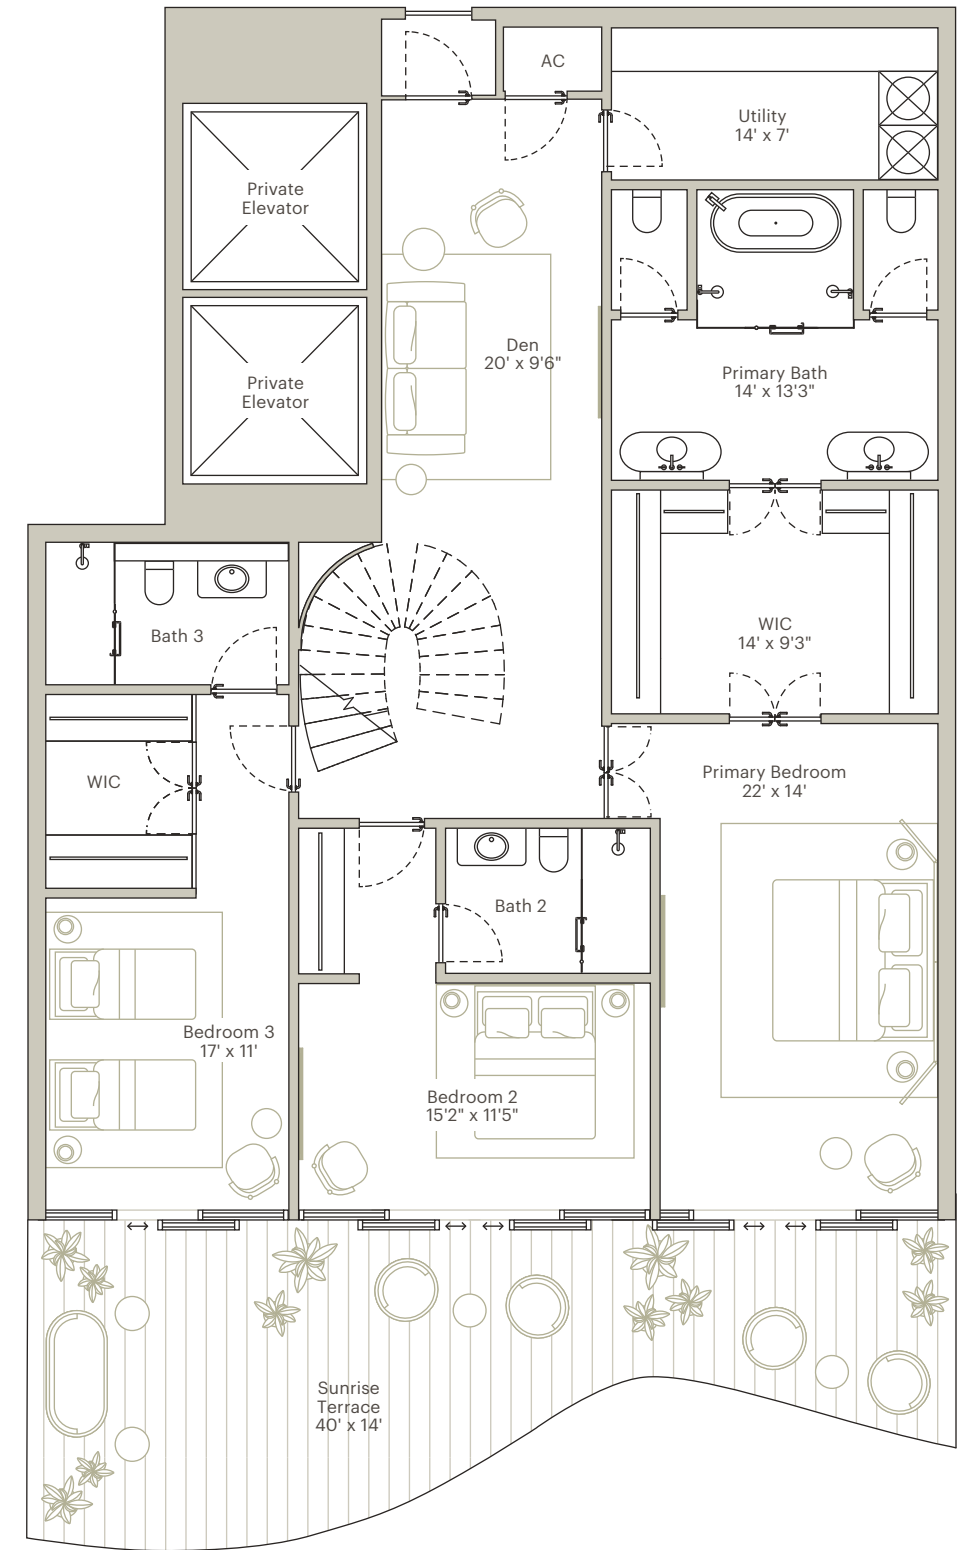 AC
Utility
14' x 7'
Private
Elevator
Private
Elevator
Den
20' x 9'6"
Primary Bath
14' x 13'3"
WIC
14' x 9'3"
Bath 3
WIC
Primary Bedroom
22' x 14'
Bath 2
Bedroom 3
17' x 11'
Bedroom 2
15'2" x 11'5"
Sunrise
Terrace
40' x 14'